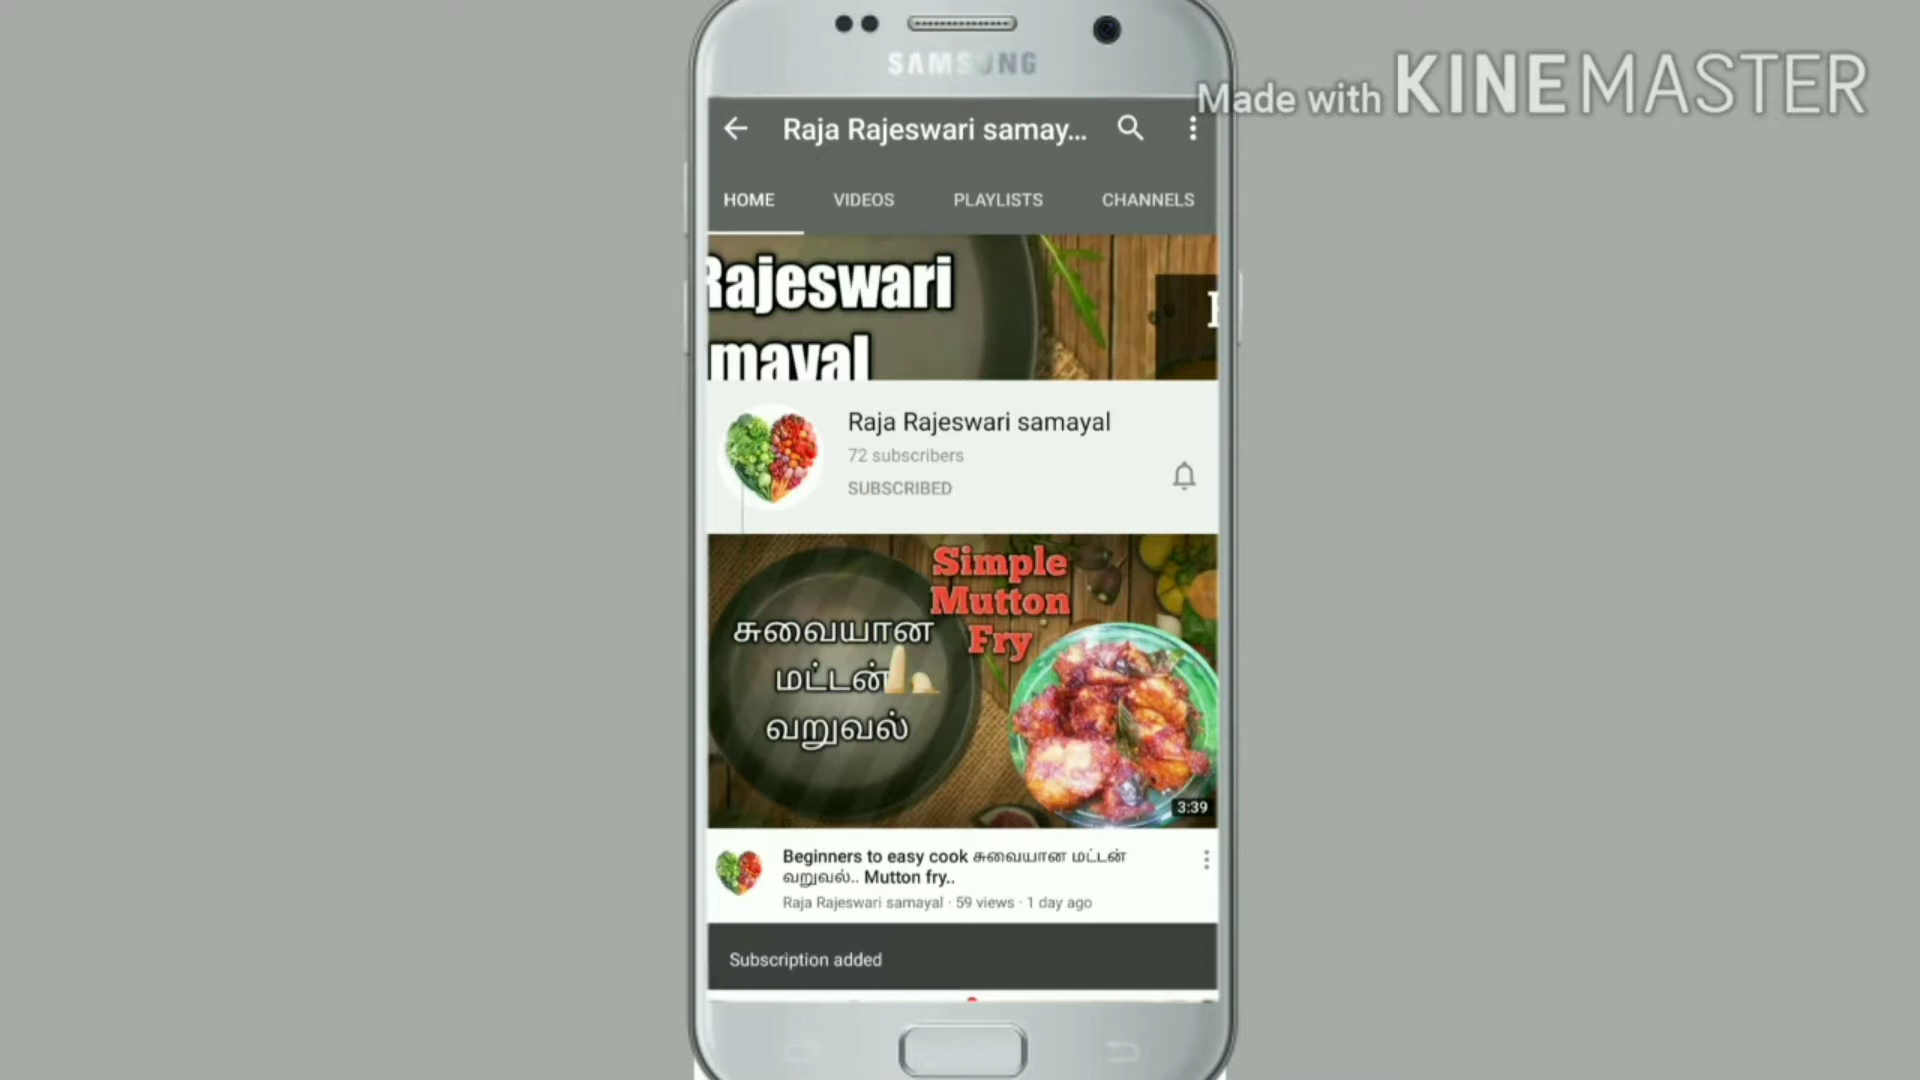 SAMSUNG
Made with KINEMASTER
Raja Rajeswari samay...
HOME VIDEOS PLAYLISTS CHANNELS
Rajeswari
mayal
Raja Rajeswari samayal
72 subscribers
SUBSCRIBED
Simple
Mutton
Fry
சுவையான
மட்டன்
வறுவல்
3:39
Beginners to easy cook சுவையான மட்டன்
வறுவல்.. Mutton fry..
Raja Rajeswari samayal · 59 views · 1 day ago
Subscription added